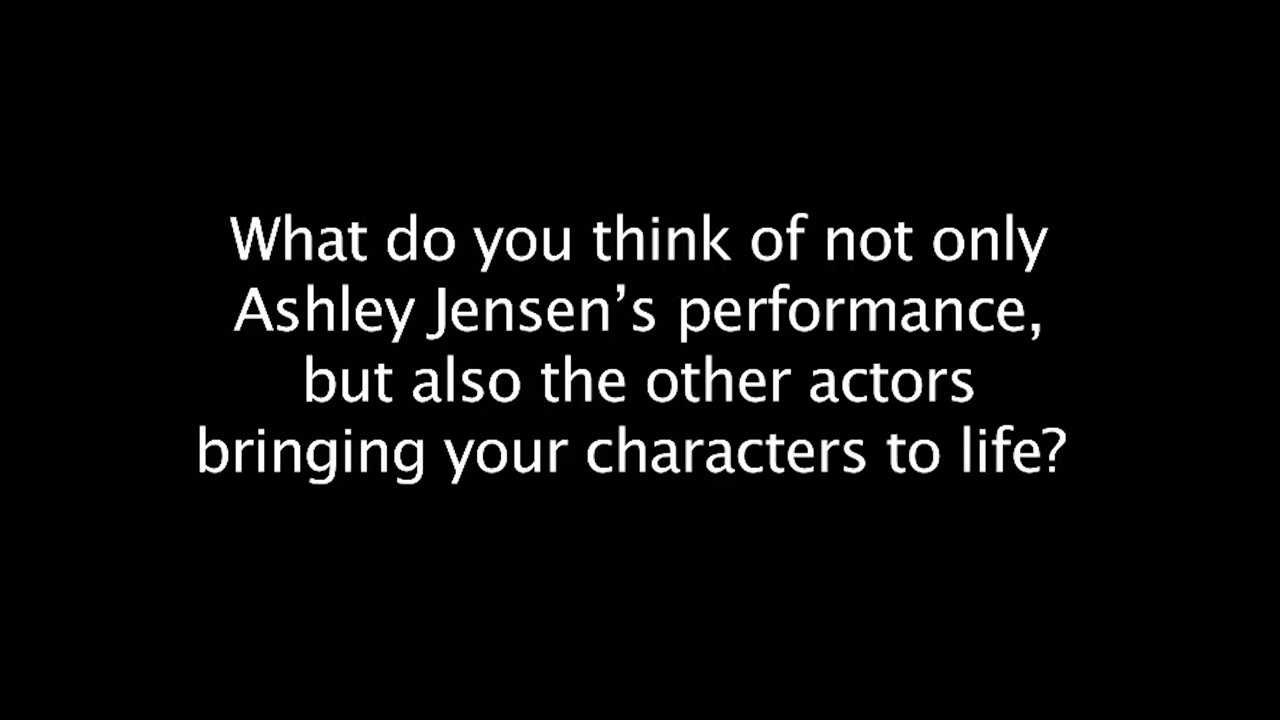 What do you think of not only
Ashley Jensen’s performance,
but also the other actors
bringing your characters to life?